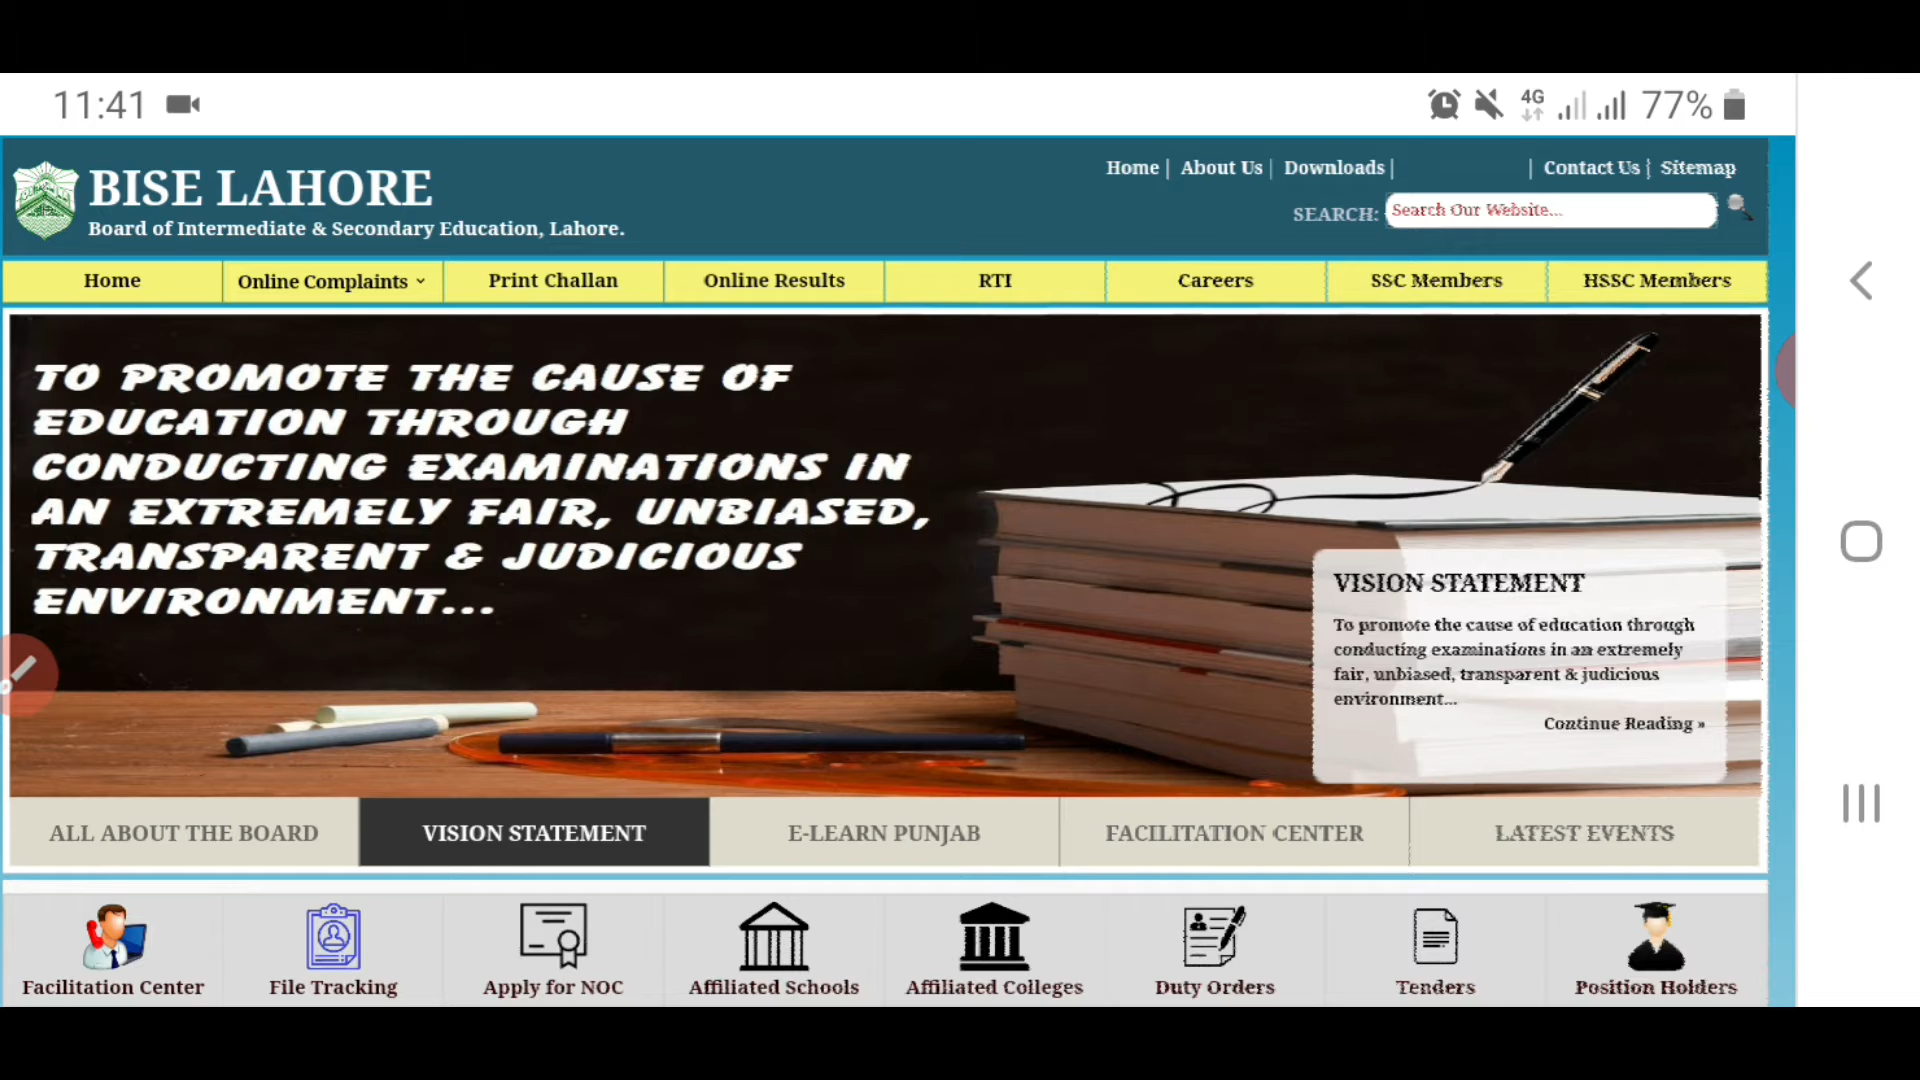 11:41
4G
77%
BISE LAHORE
Board of Intermediate & Secondary Education, Lahore.
Home | About Us | Downloads |
| Contact Us | Sitemap
SEARCH: Search Our Website...
Home
Online Complaints
Print Challan
Online Results
RTI
Careers
SSC Members
HSSC Members
TO PROMOTE THE CAUSE OF
EDUCATION THROUGH
CONDUCTING EXAMINATIONS IN
AN EXTREMELY FAIR, UNBIASED,
TRANSPARENT & JUDICIOUS
ENVIRONMENT...
VISION STATEMENT
To promote the cause of education through
conducting examinations in an extremely
fair, unbiased, transparent & judicious
environment...
Continue Reading »
ALL ABOUT THE BOARD
VISION STATEMENT
E-LEARN PUNJAB
FACILITATION CENTER
LATEST EVENTS
Facilitation Center
File Tracking
Apply for NOC
Affiliated Schools
Affiliated Colleges
Duty Orders
Tenders
Position Holders